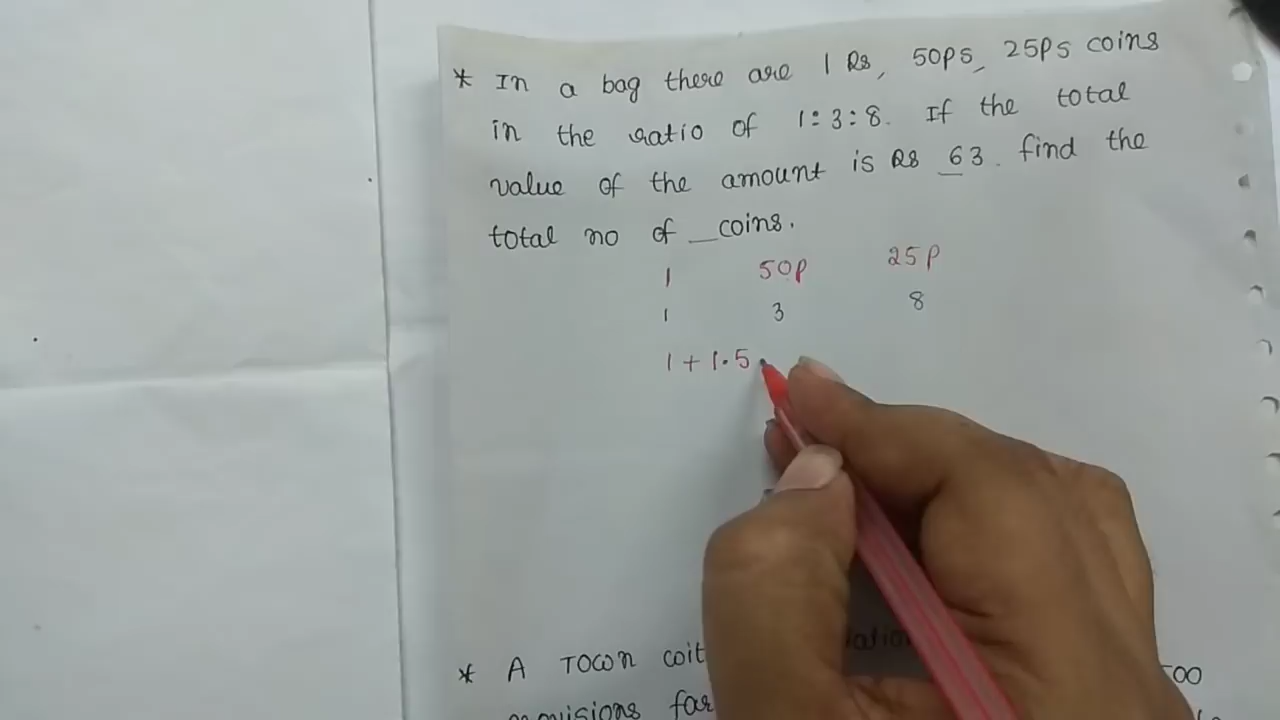 * In a bag there are 1 Rs, 50ps, 25ps coins
in the ratio of 1:3:8. If the total
value of the amount is Rs 63. find the
total no of _ coins.
1 50p 25p
1 3 8
1 + 1.5
* A Town
for